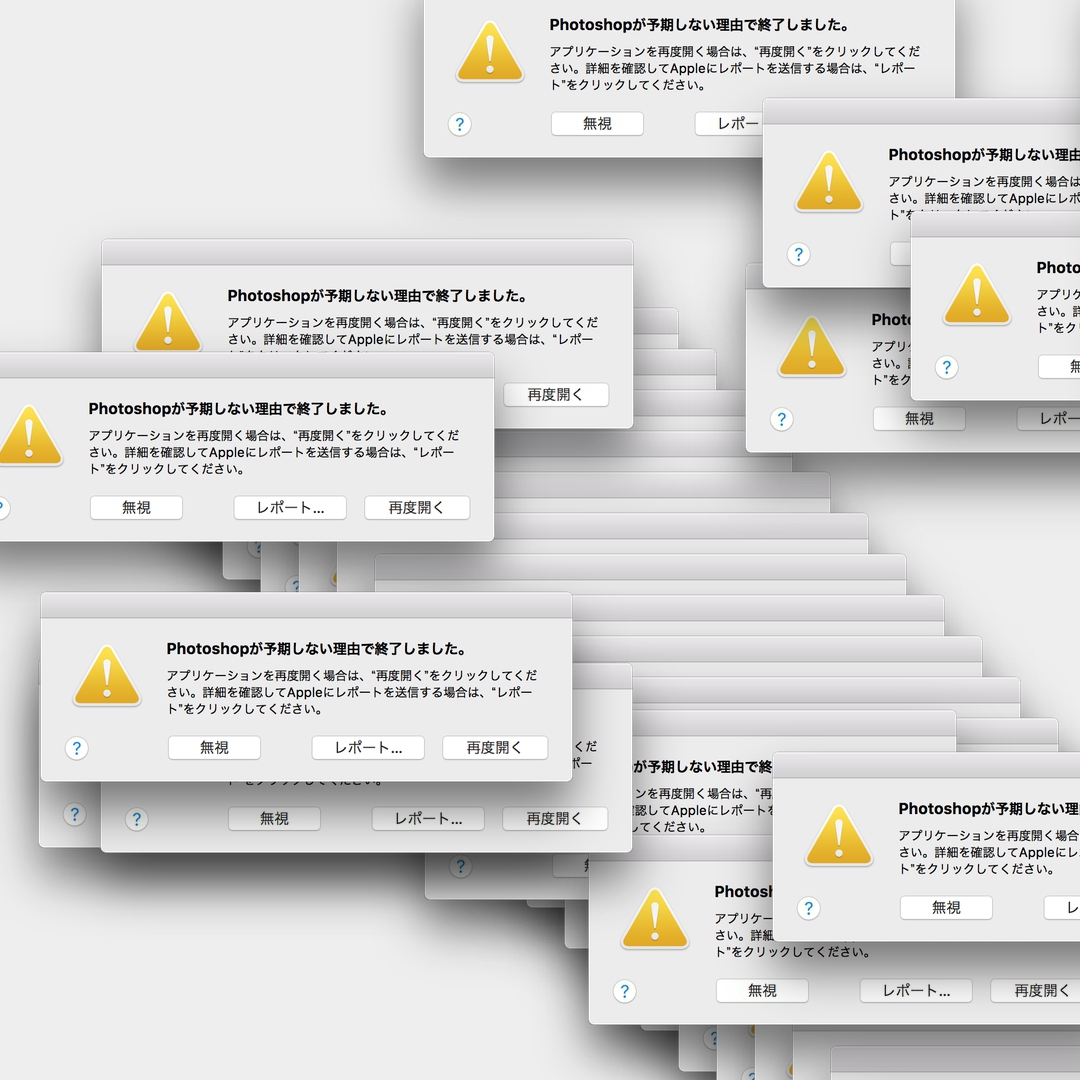 Photoshopが予期しない理由で終了しました。
アプリケーションを再度開く場合は、“再度開く”をクリックしてくだ
さい。詳細を確認してAppleにレポートを送信する場合は、“レポー
ト”をクリックしてください。
?
無視
レポー
Photoshopが予期しない理由
アプリケーションを再度開く場合は
さい。詳細を確認してAppleにレポ
?
Photo
アプリケ
さい。詳
ト”をク
?
無
Photo
アプリ
さい。
ト”をク
?
無視
レポー
Photoshopが予期しない理由で終了しました。
アプリケーションを再度開く場合は、“再度開く”をクリックしてくだ
さい。詳細を確認してAppleにレポートを送信する場合は、“レポー
再度開く
Photoshopが予期しない理由で終了しました。
アプリケーションを再度開く場合は、“再度開く”をクリックしてくだ
さい。詳細を確認してAppleにレポートを送信する場合は、“レポー
ト”をクリックしてください。
?
無視
レポート...
再度開く
?
?
Photoshopが予期しない理由で終了しました。
アプリケーションを再度開く場合は、“再度開く”をクリックしてくだ
さい。詳細を確認してAppleにレポートを送信する場合は、“レポー
ト”をクリックしてください。
?
無視
レポート...
再度開く
くだ
ポー
?
?
無視
レポート...
再度開く
が予期しない理由で終
ンを再度開く場合は、“再
認してAppleにレポートを
してください。
?
Photoshopが予期しない理
アプリケーションを再度開く場合
さい。詳細を確認してAppleにレ
ト”をクリックしてください。
?
無視
レ
Photosh
アプリケー
さい。詳細
ト”をクリックしてください。
?
無視
レポート...
再度開く
?
?